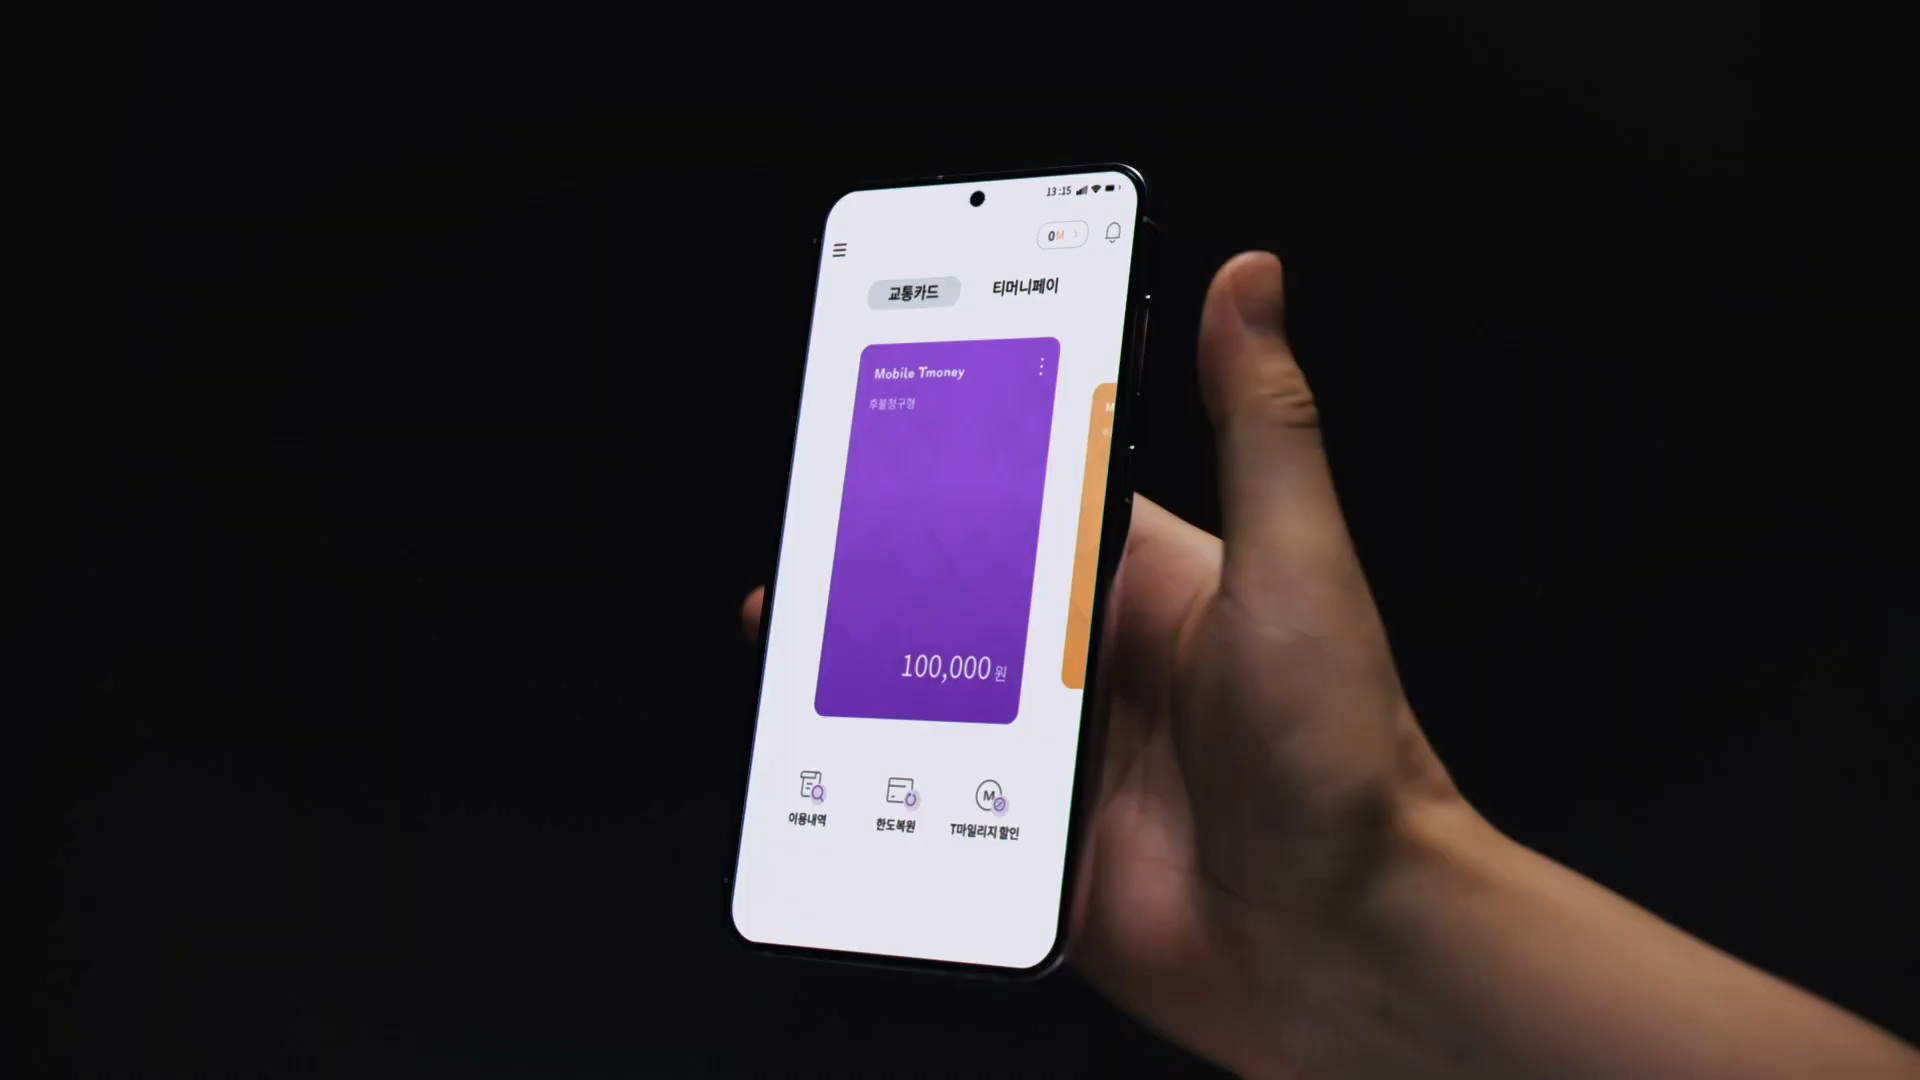 13:15
0M
교통카드
티머니페이
Mobile Tmoney
후불청구형
M
100,000원
이용내역
한도복원
M
T마일리지 할인